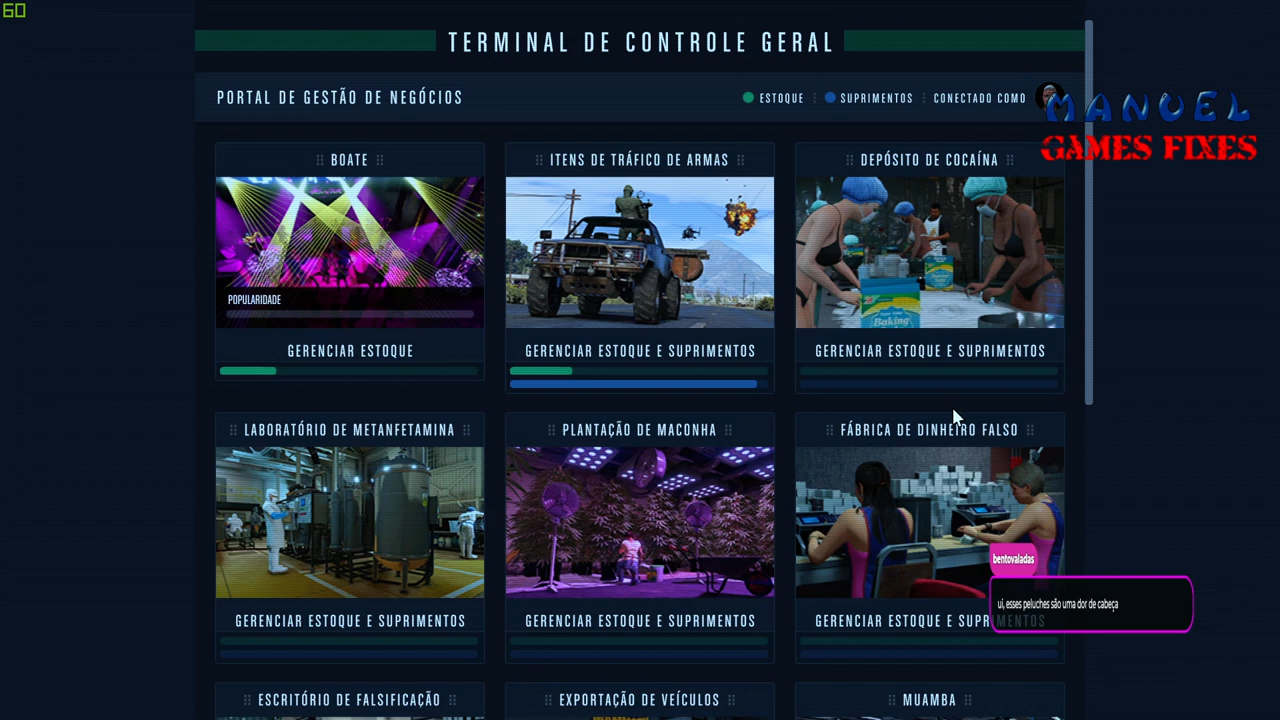 60
TERMINAL DE CONTROLE GERAL
PORTAL DE GESTÃO DE NEGÓCIOS
ESTOQUE
SUPRIMENTOS
CONECTADO COMO
MANUEL
GAMES FIXES
BOATE
ITENS DE TRÁFICO DE ARMAS
DEPÓSITO DE COCAÍNA
POPULARIDADE
Baking
GERENCIAR ESTOQUE
GERENCIAR ESTOQUE E SUPRIMENTOS
GERENCIAR ESTOQUE E SUPRIMENTOS
LABORATÓRIO DE METANFETAMINA
PLANTAÇÃO DE MACONHA
FÁBRICA DE DINHEIRO FALSO
bentovaladas
ui, esses peluches são uma dor de cabeça
GERENCIAR ESTOQUE E SUPRIMENTOS
GERENCIAR ESTOQUE E SUPRIMENTOS
GERENCIAR ESTOQUE E SUPRIMENTOS
ESCRITÓRIO DE FALSIFICAÇÃO
EXPORTAÇÃO DE VEÍCULOS
MUAMBA